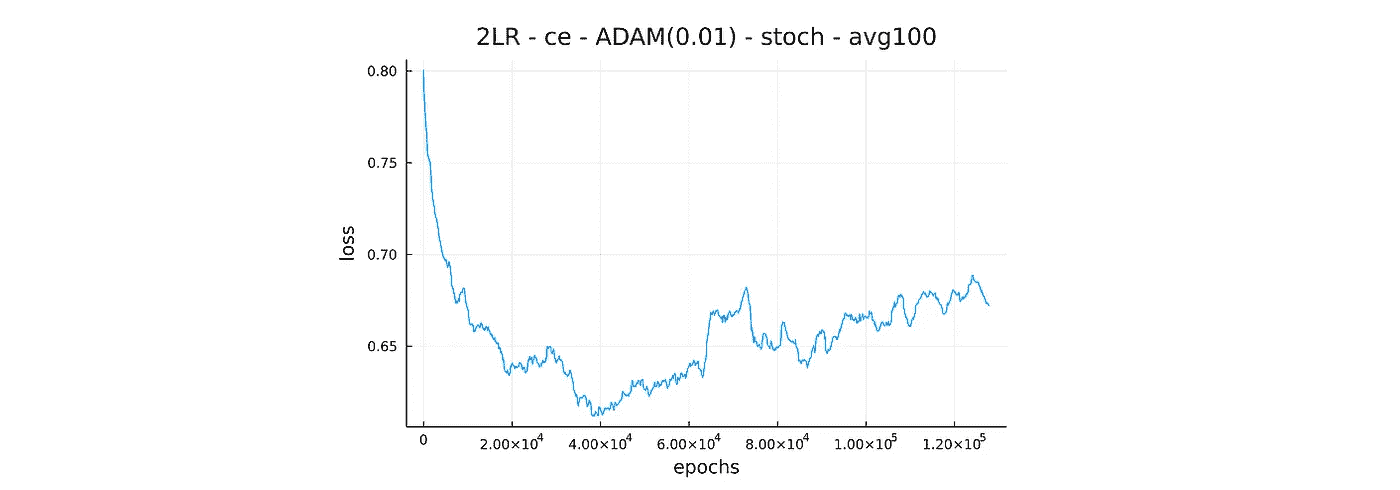 2LR - ce - ADAM(0.01) - stoch - avg100
0.80
0.75
0.70
0.65
loss
0 2.00×10⁴ 4.00×10⁴ 6.00×10⁴ 8.00×10⁴ 1.00×10⁵ 1.20×10⁵
epochs